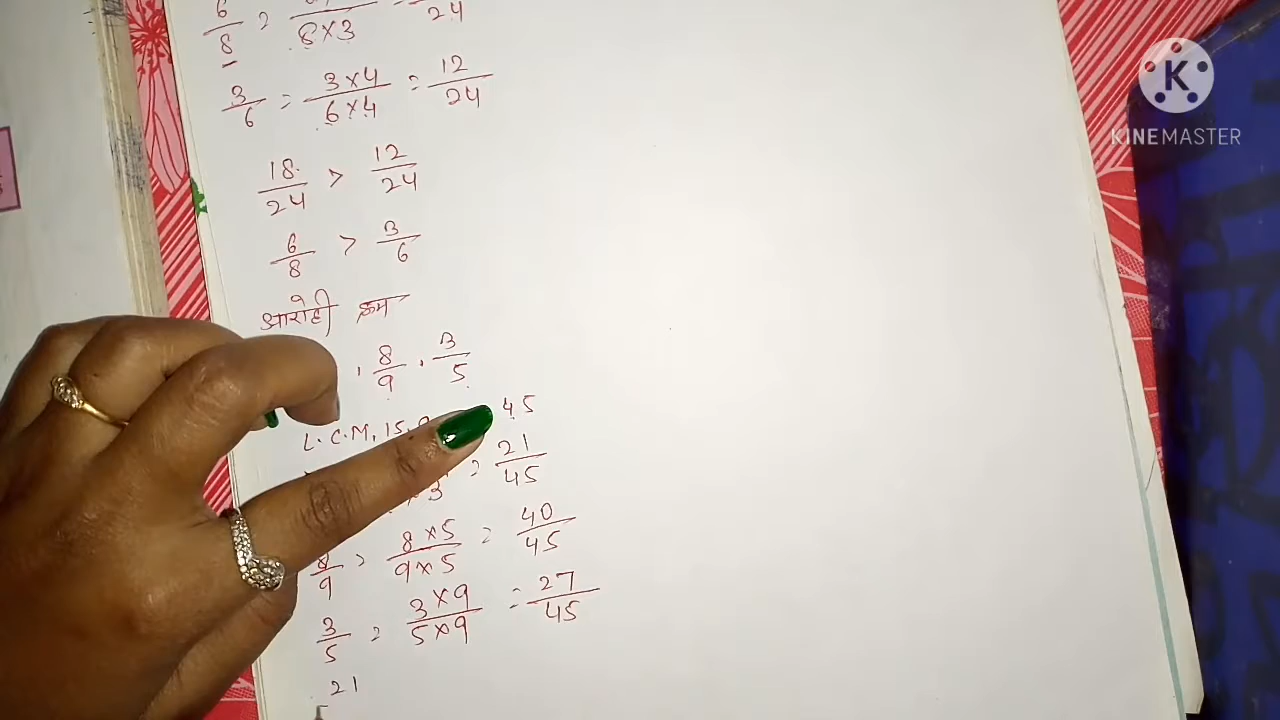 6/8 = 8×3 = 24
3/6 = 3×4/6×4 = 12/24
18/24 > 12/24
6/8 > 3/6
आरोही क्रम
, 8/9 , 3/5
L.C.M. 15, 45
×3 = 21/45
8/9 = 8×5/9×5 = 40/45
3/5 = 3×9/5×9 = 27/45
21
K
KINEMASTER